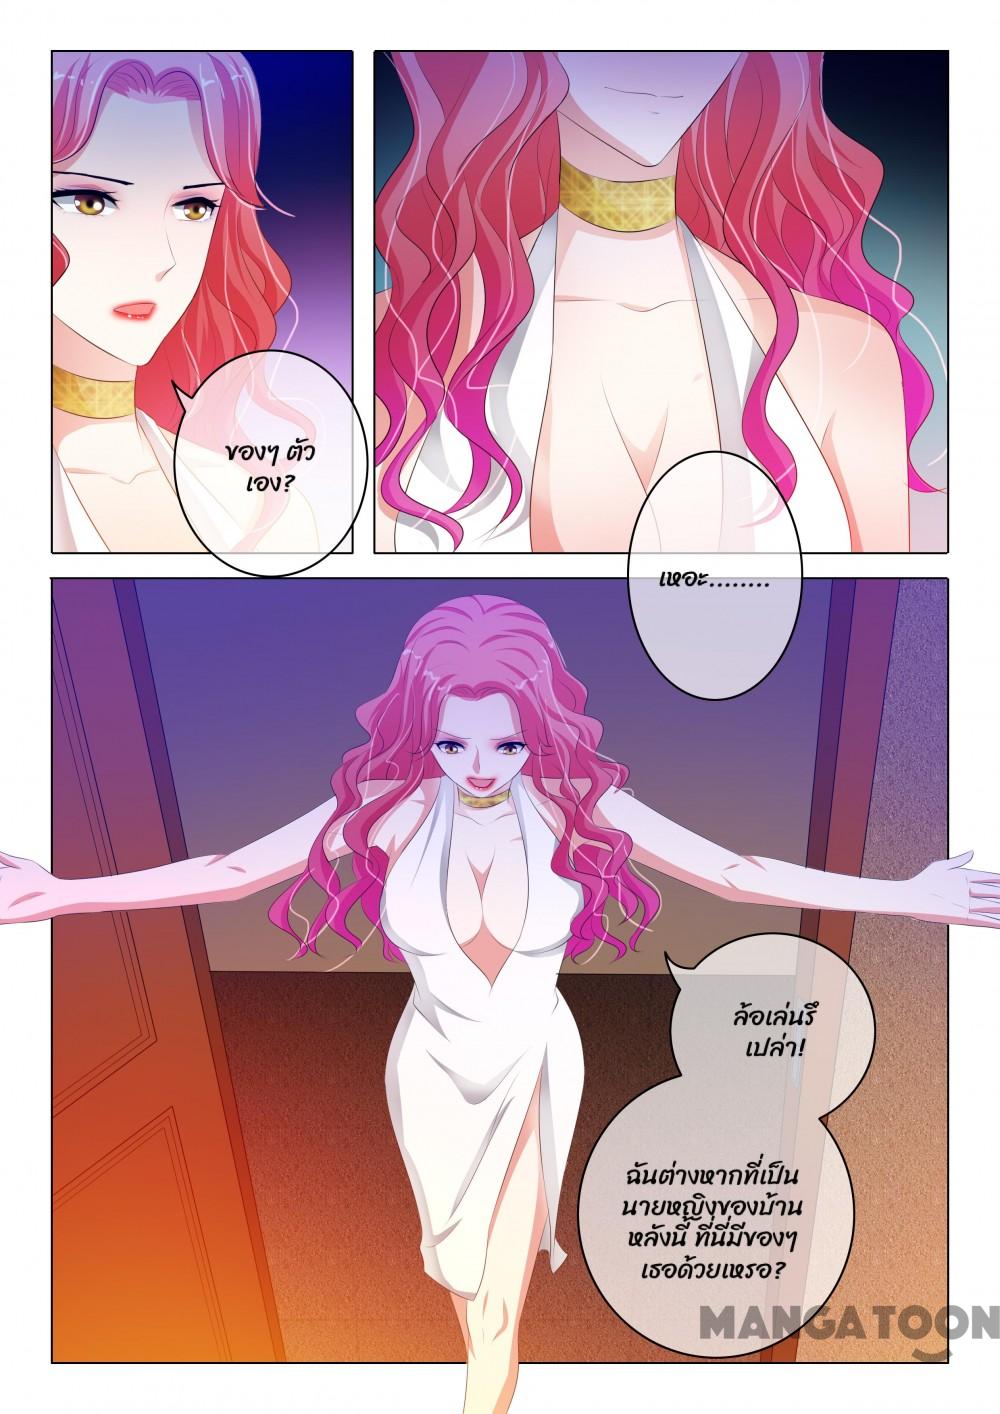 ของๆ ตัว
เอง?
เหอะ........
ล้อเล่นรึ
เปล่า!
ฉันต่างหากที่เป็น
นายหญิงของบ้าน
หลังนี้ ที่นี่มีของๆ
เธอด้วยเหรอ?
MANGATOON